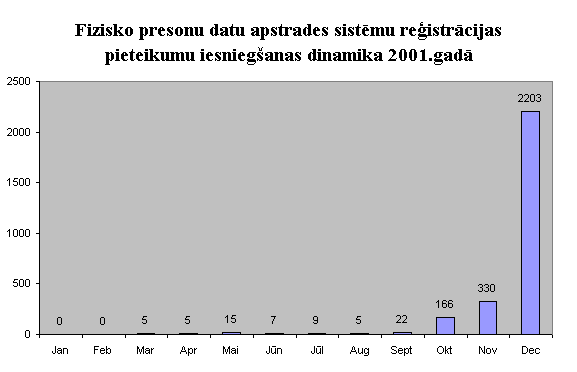 Fizisko presonu datu apstrades sistēmu reģistrācijas
pieteikumu iesniegšanas dinamika 2001.gadā
2500
2000
1500
1000
500
0
0 0 5 5 15 7 9 5 22 166 330 2203
Jan Feb Mar Apr Mai Jūn Jūl Aug Sept Okt Nov Dec